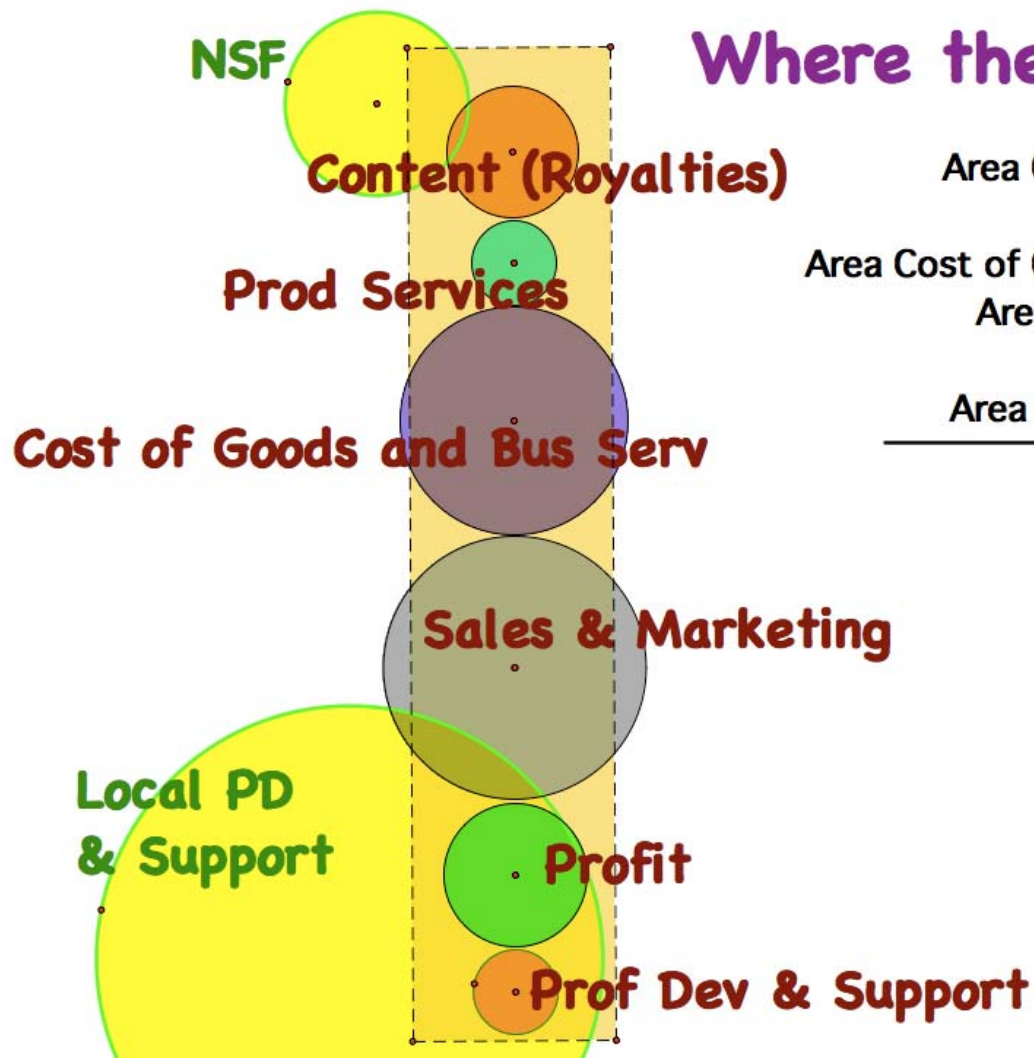 NSF
Where the
Content (Royalties)
Area
Prod Services
Area Cost of
Are
Area
Cost of Goods and Bus Serv
Sales & Marketing
Local PD
& Support
Profit
Prof Dev & Support